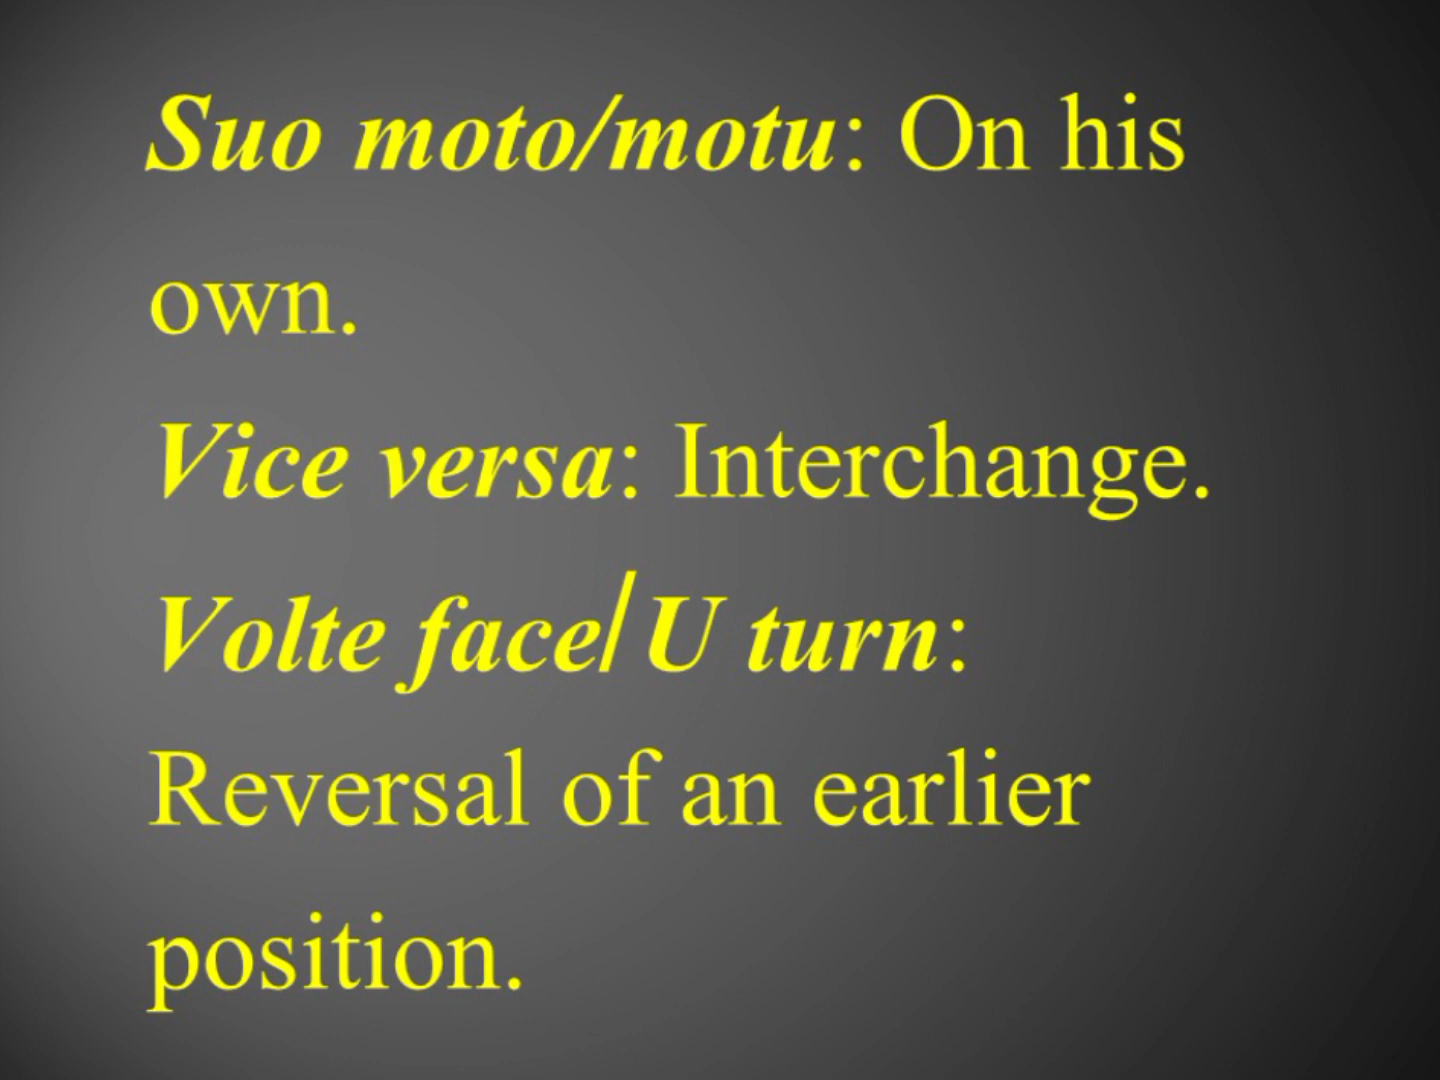 Suo moto/motu: On his
own.
Vice versa: Interchange.
Volte face/ U turn:
Reversal of an earlier
position.